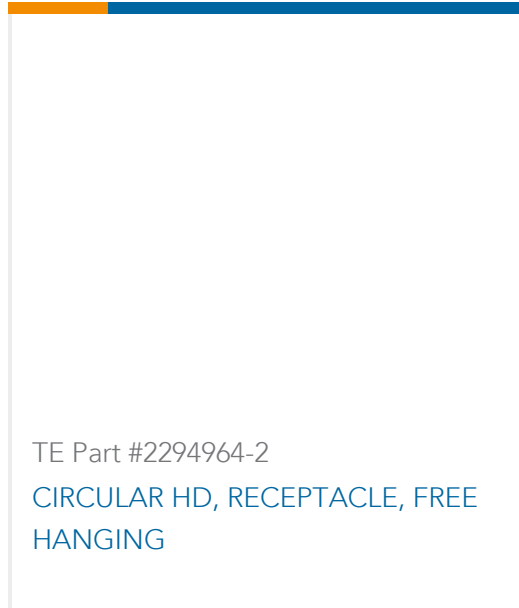 TE Part #2294964-2
CIRCULAR HD, RECEPTACLE, FREE
HANGING